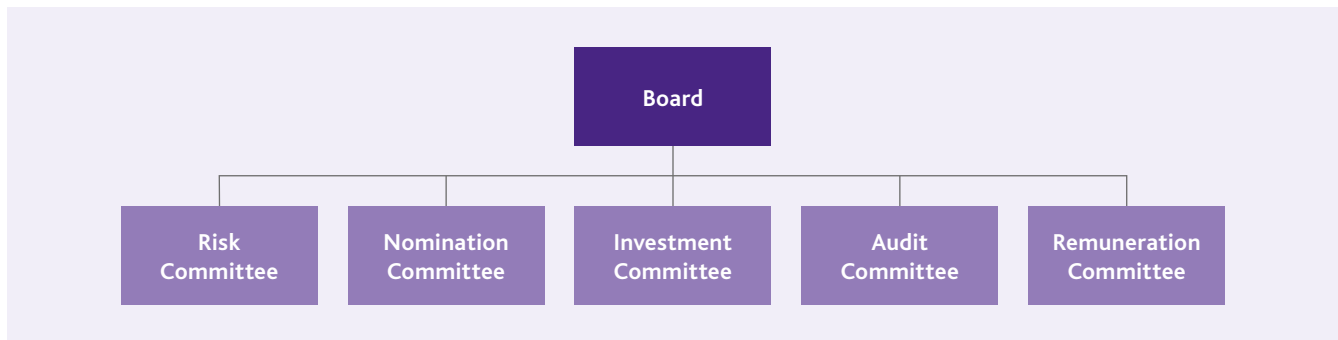 Board
Risk
Committee
Nomination
Committee
Investment
Committee
Audit
Committee
Remuneration
Committee